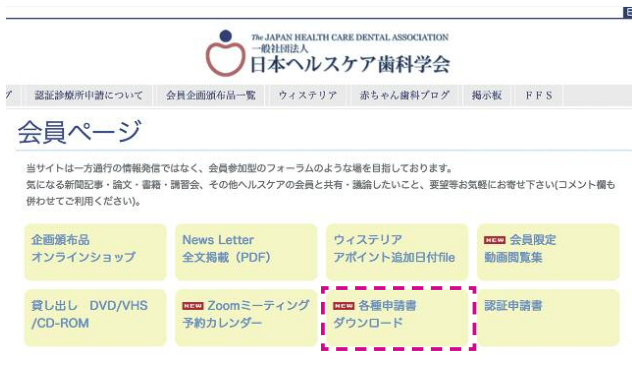 The JAPAN HEALTH CARE DENTAL ASSOCIATION
一般社団法人
日本ヘルスケア歯科学会
認証診療所申請について 会員企画頒布品一覧 ウィステリア 赤ちゃん歯科ブログ 掲示板 FFS
会員ページ
当サイトは一方通行の情報発信ではなく、会員参加型のフォーラムのような場を目指しております。
気になる新聞記事・論文・書籍・講習会、その他ヘルスケアの会員と共有・議論したいこと、要望等お気軽にお寄せ下さい(コメント欄も
併わせてご利用ください)。
企画頒布品
オンラインショップ
News Letter
全文掲載（PDF）
ウィステリア
アポイント追加日付file
NEW 会員限定
動画閲覧集
貸し出し DVD/VHS
/CD-ROM
NEW Zoomミーティング
予約カレンダー
NEW 各種申請書
ダウンロード
認証申請書